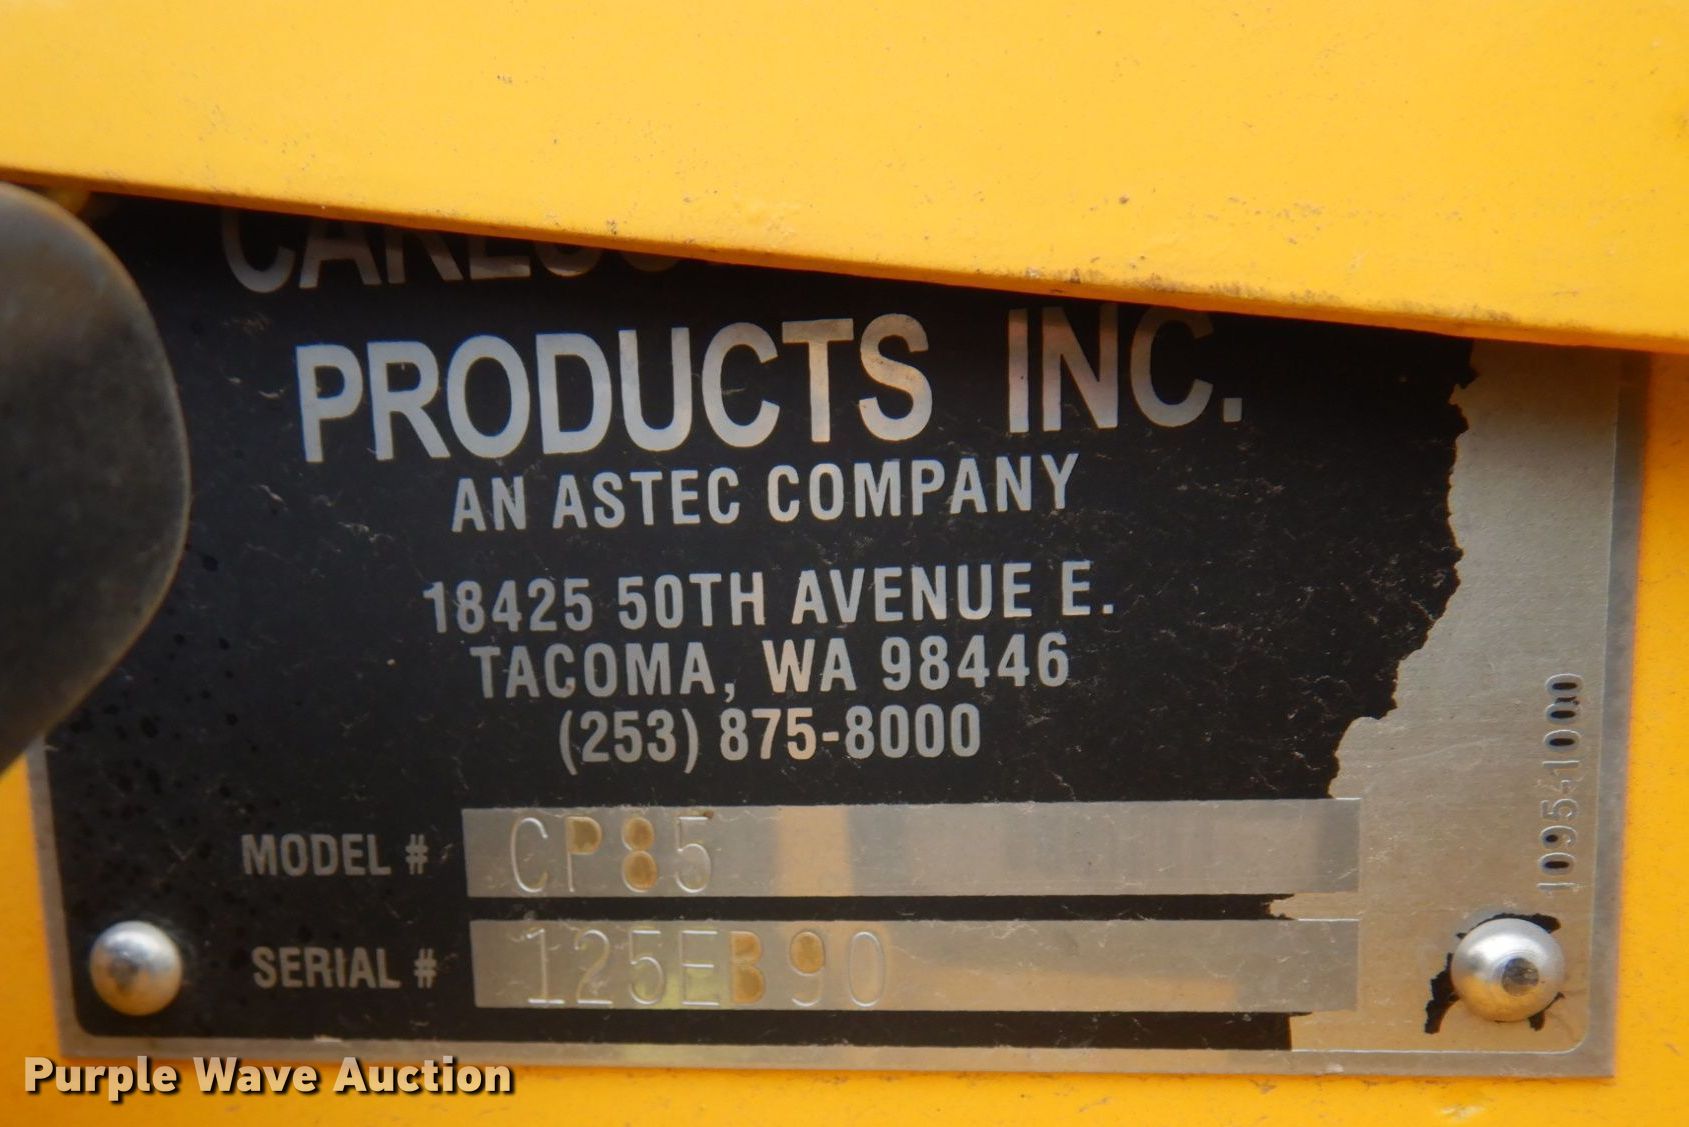 PRODUCTS INC.
AN ASTEC COMPANY
18425 50TH AVENUE E.
TACOMA, WA 98446
(253) 875-8000
MODEL # CP85
SERIAL # 125EB90
1095-1000
Purple Wave Auction